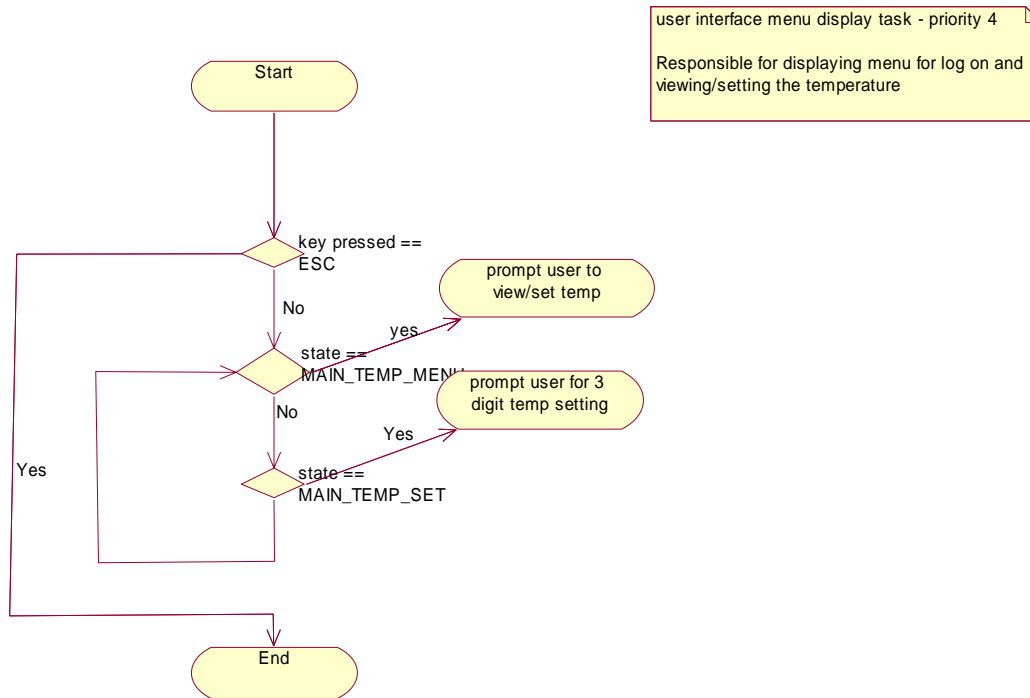 user interface menu display task - priority 4
Responsible for displaying menu for log on and
viewing/setting the temperature
Start
key pressed ==
ESC
No
prompt user to
view/set temp
yes
state ==
MAIN_TEMP_MENU
prompt user for 3
digit temp setting
No
Yes
state ==
MAIN_TEMP_SET
Yes
End